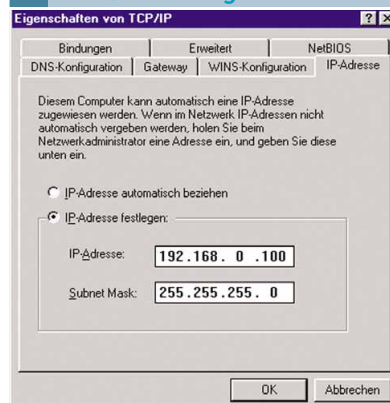 Eigenschaften von TCP/IP
Bindungen Erweitert NetBIOS
DNS-Konfiguration Gateway WINS-Konfiguration IP-Adresse
Diesem Computer kann automatisch eine IP-Adresse
zugewiesen werden. Wenn im Netzwerk IP-Adressen nicht
automatisch vergeben werden, holen Sie beim
Netzwerkadministrator eine Adresse ein, und geben Sie diese
unten ein.
IP-Adresse automatisch beziehen
IP-Adresse festlegen:
IP-Adresse: 192.168. 0 .100
Subnet Mask: 255.255.255. 0
OK Abbrechen